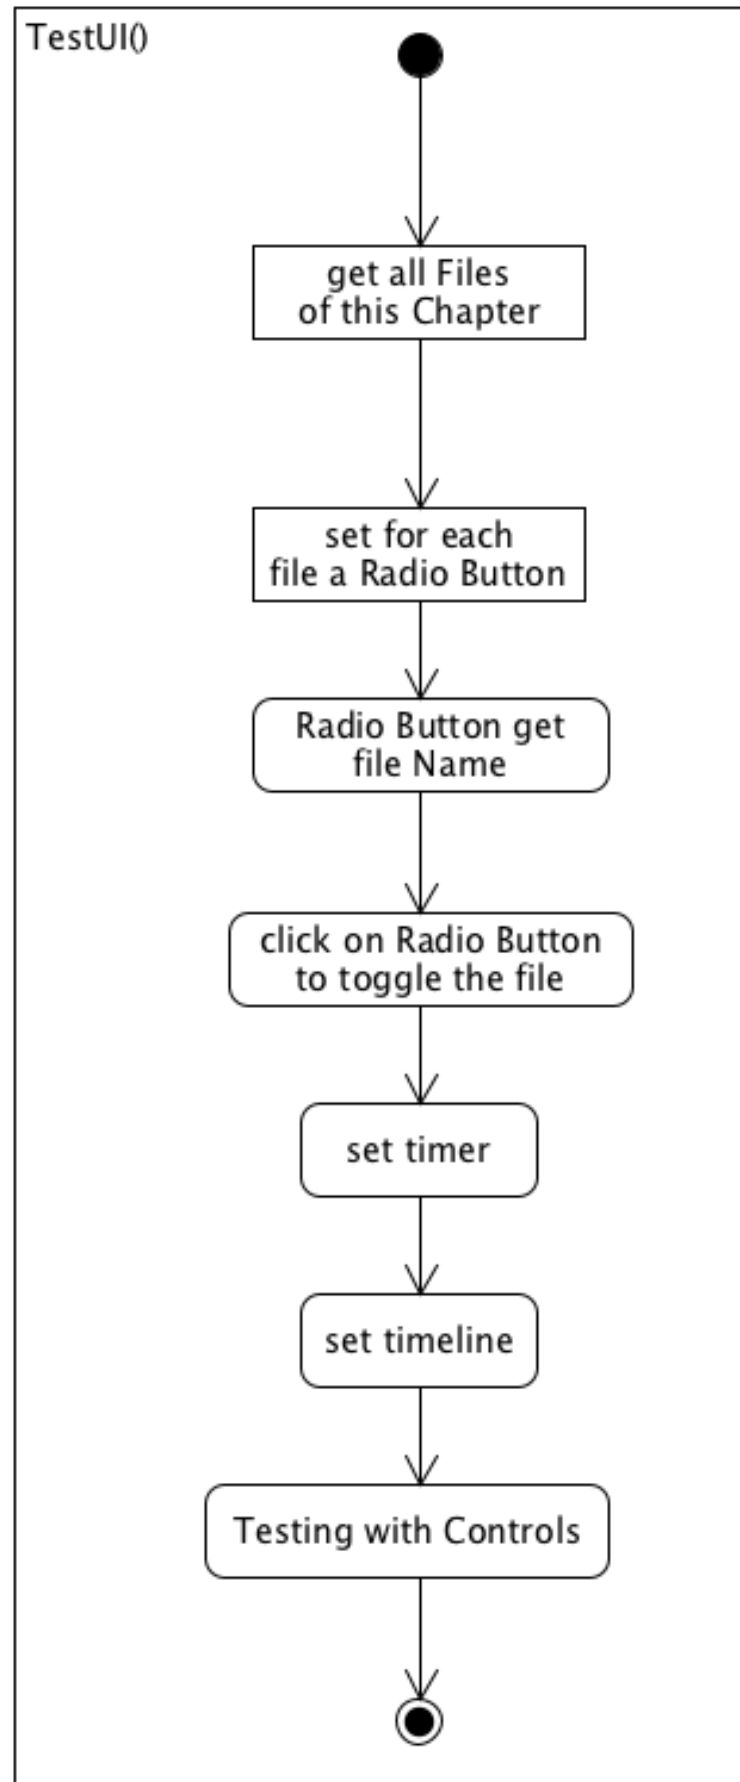 TestUI()
get all Files
of this Chapter
set for each
file a Radio Button
Radio Button get
file Name
click on Radio Button
to toggle the file
set timer
set timeline
Testing with Controls